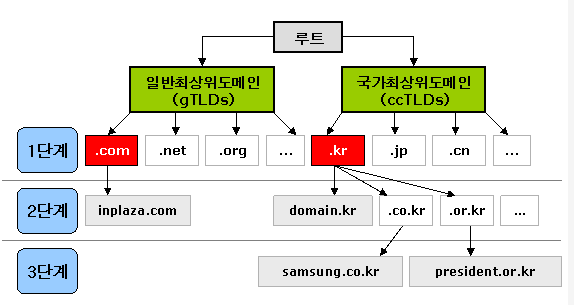 루트
일반최상위도메인
(gTLDs)
국가최상위도메인
(ccTLDs)
1단계
.com
.net
.org
...
.kr
.jp
.cn
...
2단계
inplaza.com
domain.kr
.co.kr
.or.kr
...
3단계
samsung.co.kr
president.or.kr